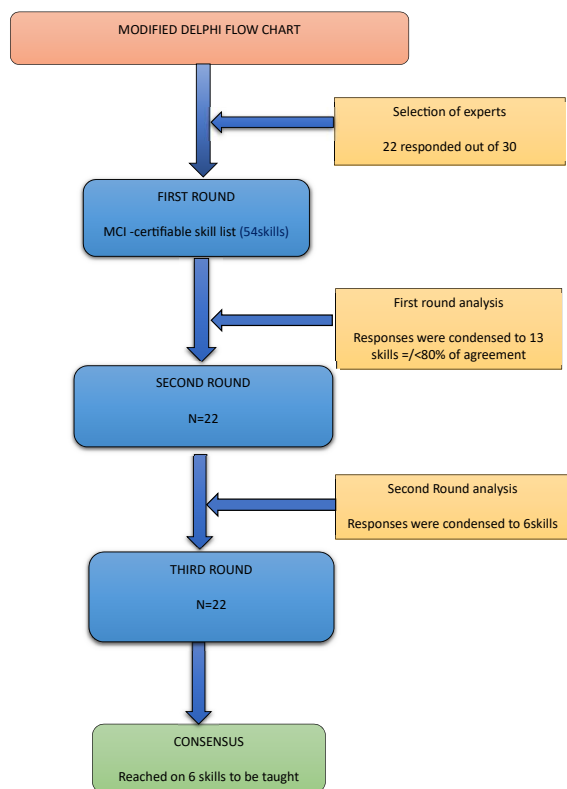 MODIFIED DELPHI FLOW CHART
Selection of experts
22 responded out of 30
FIRST ROUND
MCI -certifiable skill list (54skills)
First round analysis
Responses were condensed to 13
skills =/<80% of agreement
SECOND ROUND
N=22
Second Round analysis
Responses were condensed to 6skills
THIRD ROUND
N=22
CONSENSUS
Reached on 6 skills to be taught